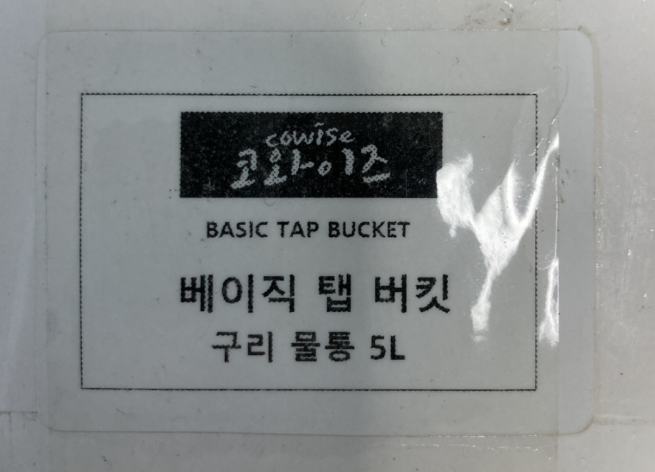 cowise
코와이즈
BASIC TAP BUCKET
베이직 탭 버킷
구리 물통 5L